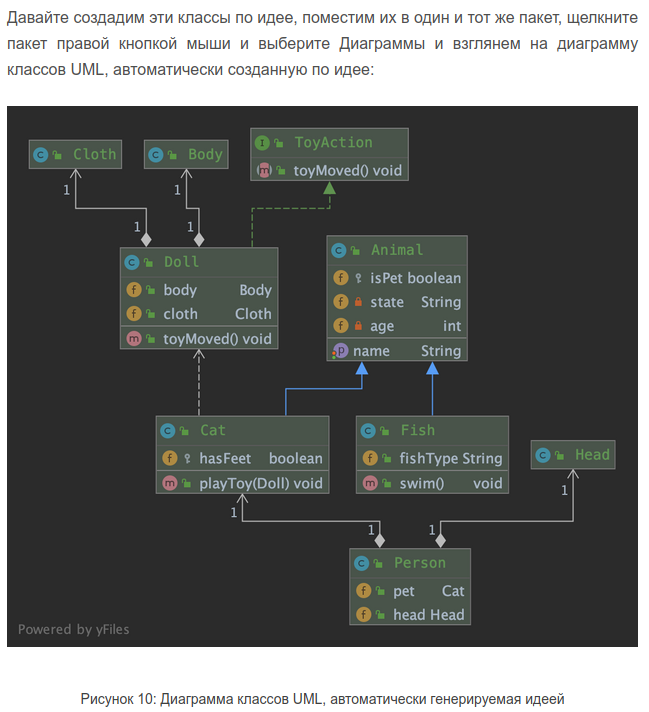 Давайте создадим эти классы по идее, поместим их в один и тот же пакет, щелкните
пакет правой кнопкой мыши и выберите Диаграммы и взглянем на диаграмму
классов UML, автоматически созданную по идее:
I ToyAction
m toyMoved() void
C Cloth
C Body
1
1
1
1
C Doll
f body Body
f cloth Cloth
m toyMoved() void
C Animal
f isPet boolean
f state String
f age int
p name String
C Cat
f hasFeet boolean
m playToy(Doll) void
C Fish
f fishType String
m swim() void
C Head
1
1
1
1
C Person
f pet Cat
f head Head
Powered by yFiles
Рисунок 10: Диаграмма классов UML, автоматически генерируемая идеей